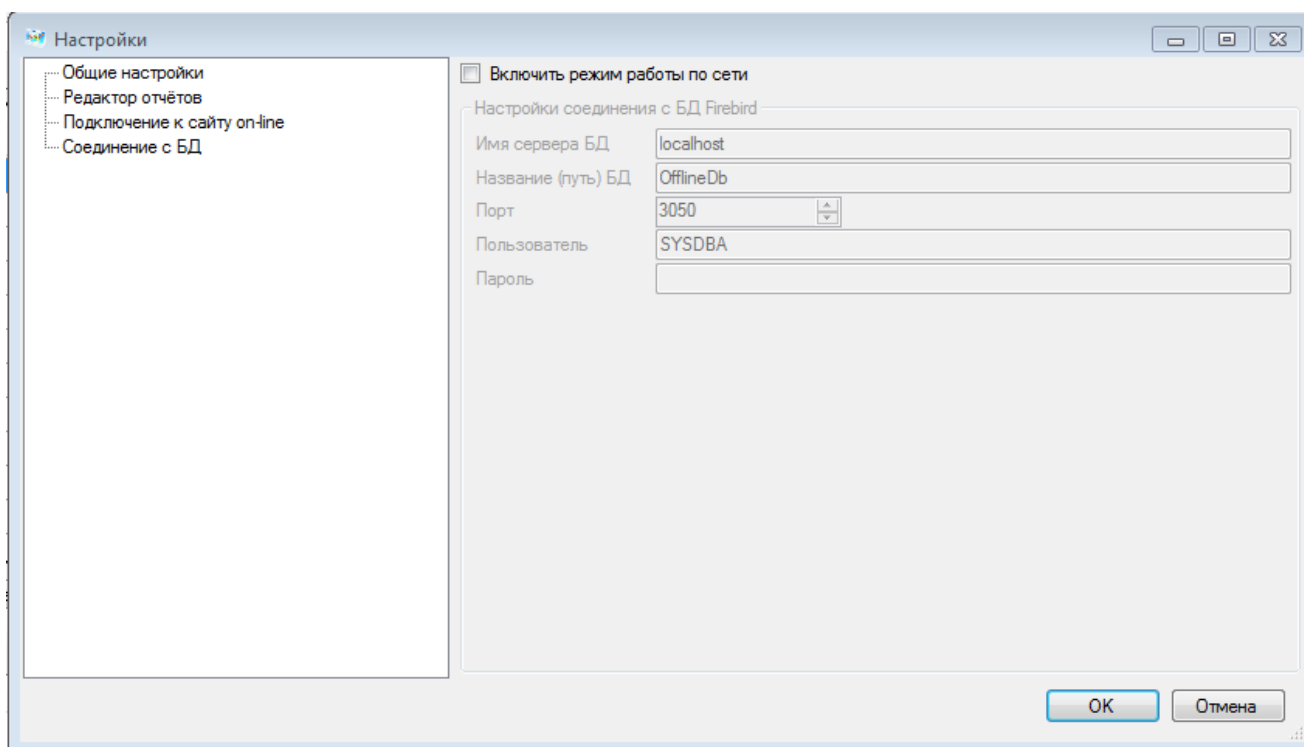 Настройки
Общие настройки
Редактор отчётов
Подключение к сайту on-line
Соединение с БД
Включить режим работы по сети
Настройки соединения с БД Firebird
Имя сервера БД localhost
Название (путь) БД OfflineDb
Порт 3050
Пользователь SYSDBA
Пароль
OK Отмена